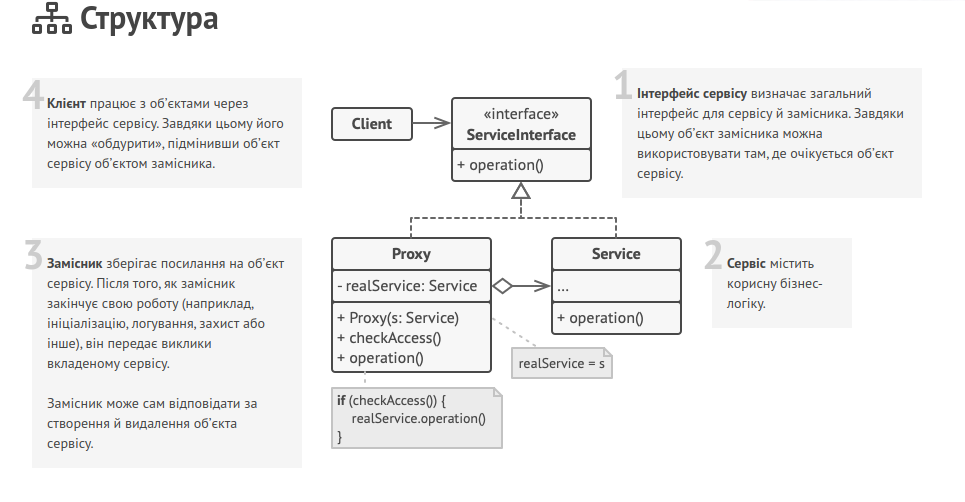 Структура
4
Клієнт працює з об'єктами через
інтерфейс сервісу. Завдяки цьому його
можна «обдурити», підмінивши об'єкт
сервісу об'єктом замісника.
Client
«interface»
ServiceInterface
+ operation()
1
Інтерфейс сервісу визначає загальний
інтерфейс для сервісу й замісника. Завдяки
цьому об'єкт замісника можна
використовувати там, де очікується об'єкт
сервісу.
3
Замісник зберігає посилання на об'єкт
сервісу. Після того, як замісник
закінчує свою роботу (наприклад,
ініціалізацію, логування, захист або
інше), він передає виклики
вкладеному сервісу.
Замісник може сам відповідати за
створення й видалення об'єкта
сервісу.
Proxy
- realService: Service
+ Proxy(s: Service)
+ checkAccess()
+ operation()
Service
...
+ operation()
2
Сервіс містить
корисну бізнес-
логіку.
realService = s
if (checkAccess()) {
realService.operation()
}